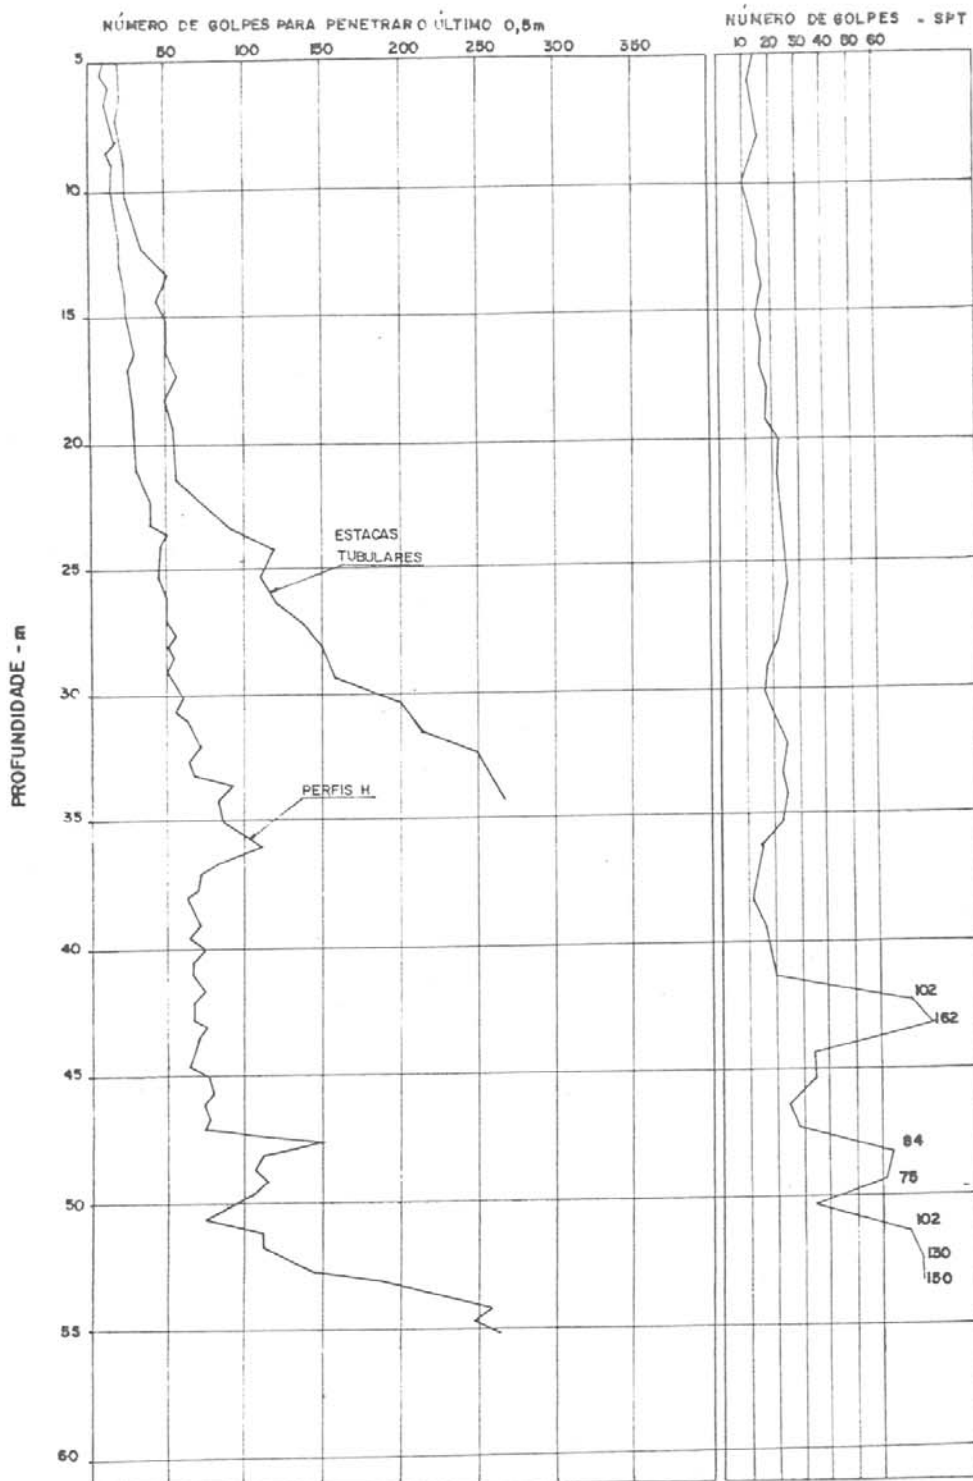 NÚMERO DE GOLPES PARA PENETRAR O ÚLTIMO 0,5m
NÚMERO DE GOLPES - SPT
50 100 150 200 250 300 350
10 20 30 40 50 60
5
10
15
20
25
30
35
40
45
50
55
60
PROFUNDIDADE - m
ESTACAS
TUBULARES
PERFIS H
102
162
84
75
102
130
150